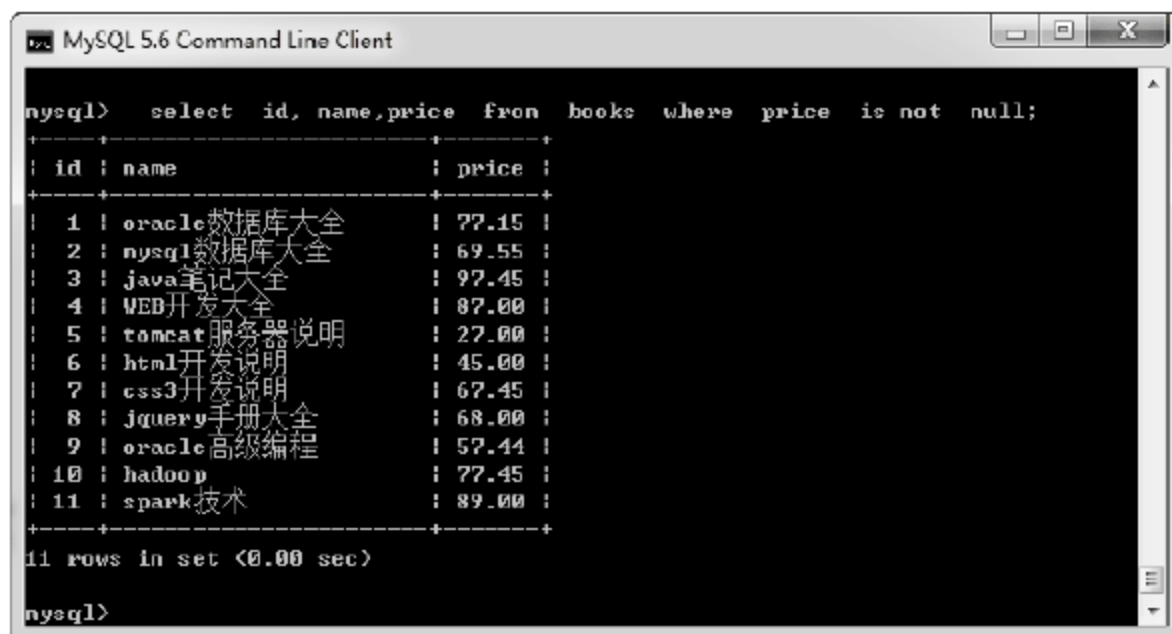 MySQL 5.6 Command Line Client
mysql> select id, name,price from books where price is not null;
| id | name | price |
| 1 | oracle数据库大全 | 77.15 |
| 2 | mysql数据库大全 | 69.55 |
| 3 | java笔记大全 | 97.45 |
| 4 | WEB开发大全 | 87.00 |
| 5 | tomcat服务器说明 | 27.00 |
| 6 | html开发说明 | 45.00 |
| 7 | css3开发说明 | 67.45 |
| 8 | jquery手册大全 | 68.00 |
| 9 | oracle高级编程 | 57.44 |
| 10 | hadoop | 77.45 |
| 11 | spark技术 | 89.00 |
11 rows in set (0.00 sec)
mysql>